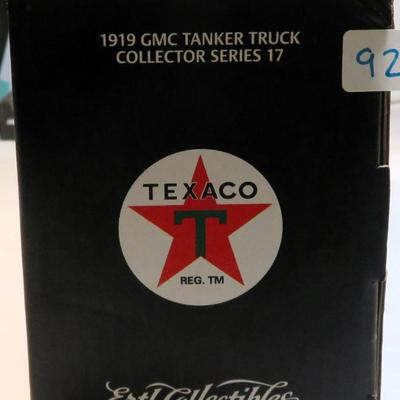 1919 GMC TANKER TRUCK
COLLECTOR SERIES 17
92
TEXACO
T
REG. TM
Ertl Collectibles